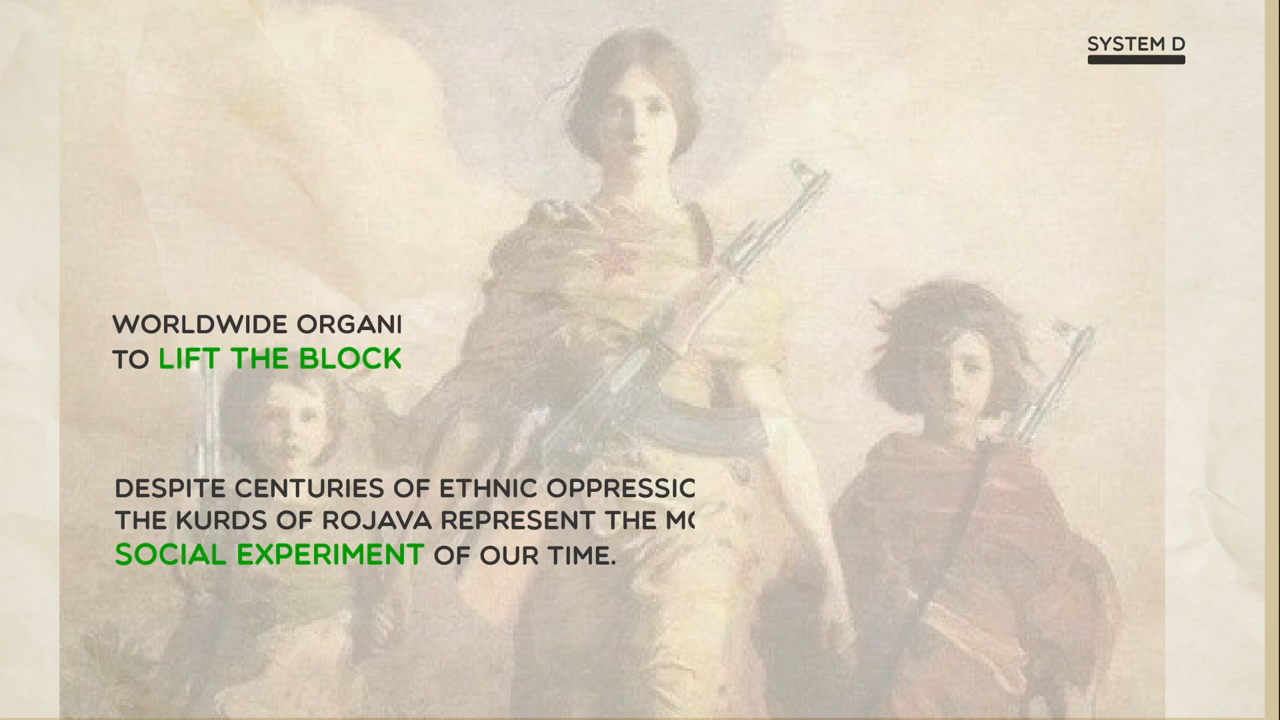 SYSTEM D
WORLDWIDE ORGANI
TO LIFT THE BLOCK
DESPITE CENTURIES OF ETHNIC OPPRESSIC
THE KURDS OF ROJAVA REPRESENT THE MO
SOCIAL EXPERIMENT OF OUR TIME.